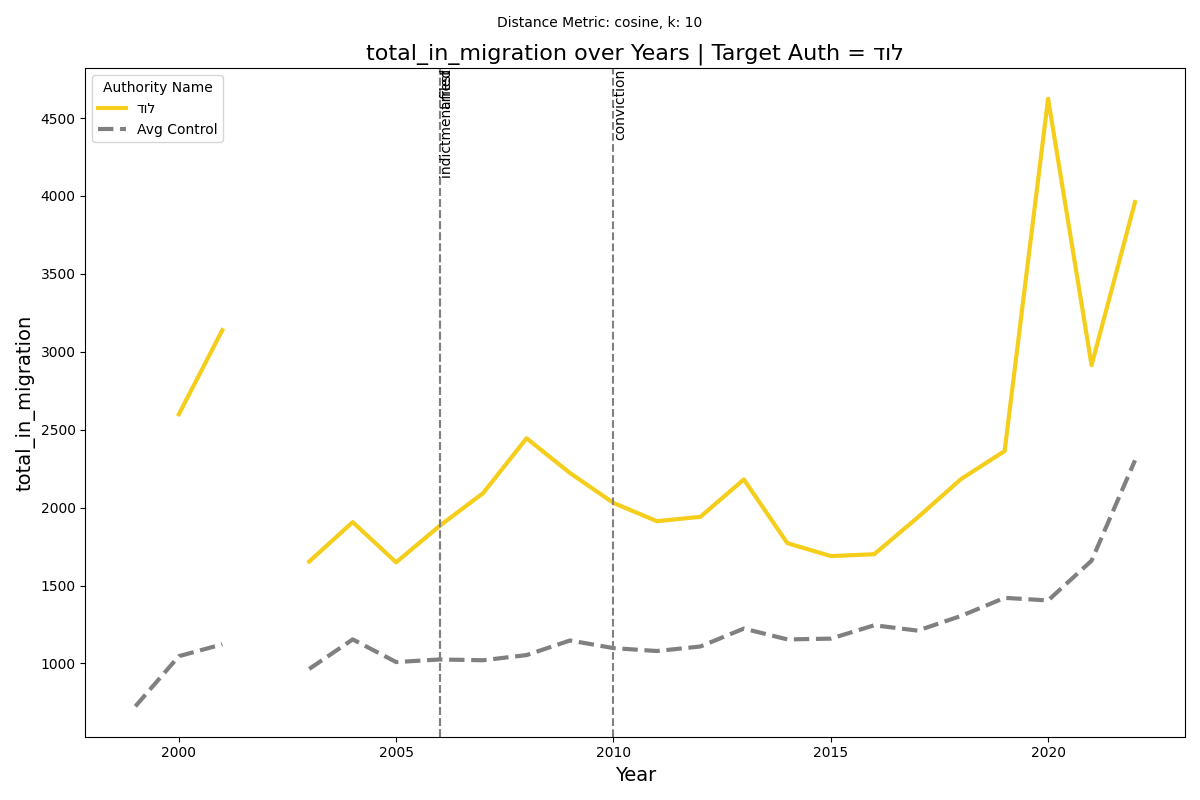 Distance Metric: cosine, k: 10
total_in_migration over Years | Target Auth = לוד
Authority Name
לוד
Avg Control
indictment
conviction
total_in_migration
4500
4000
3500
3000
2500
2000
1500
1000
2000
2005
2010
2015
2020
Year